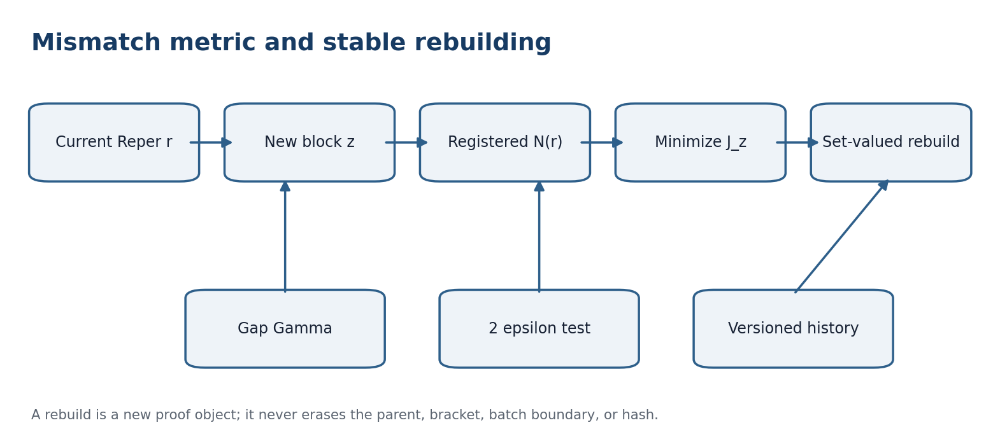 Mismatch metric and stable rebuilding
Current Reper r
New block z
Registered N(r)
Minimize J_z
Set-valued rebuild
Gap Gamma
2 epsilon test
Versioned history
A rebuild is a new proof object; it never erases the parent, bracket, batch boundary, or hash.